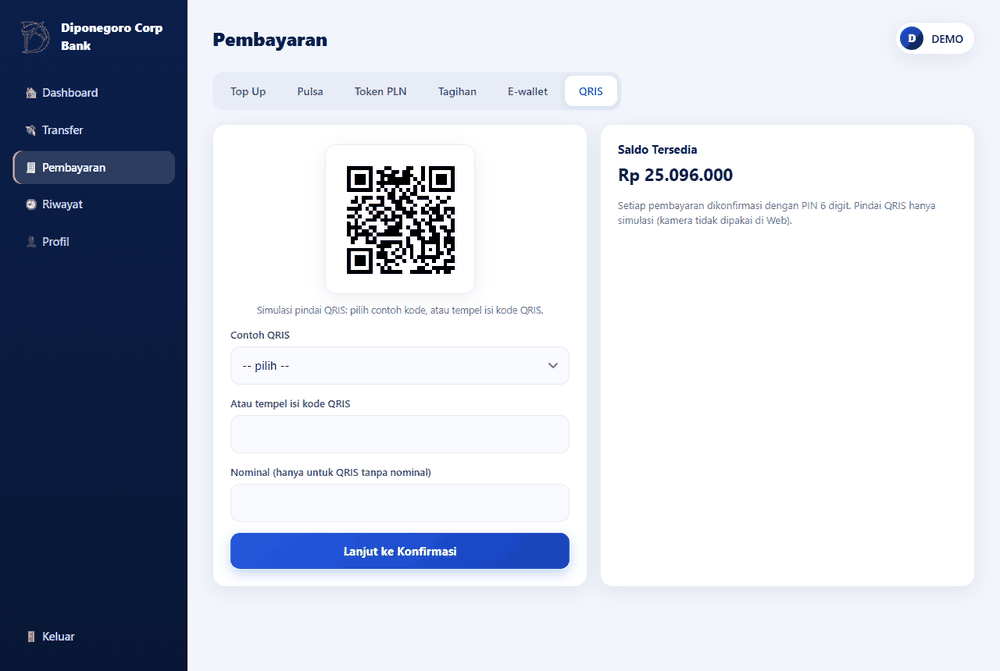 Diponegoro Corp
Bank
Dashboard
Transfer
Pembayaran
Riwayat
Profil
Keluar
Pembayaran
D DEMO
Top Up Pulsa Token PLN Tagihan E-wallet QRIS
Simulasi pindai QRIS: pilih contoh kode, atau tempel isi kode QRIS.
Contoh QRIS
-- pilih --
Atau tempel isi kode QRIS
Nominal (hanya untuk QRIS tanpa nominal)
Lanjut ke Konfirmasi
Saldo Tersedia
Rp 25.096.000
Setiap pembayaran dikonfirmasi dengan PIN 6 digit. Pindai QRIS hanya
simulasi (kamera tidak dipakai di Web).